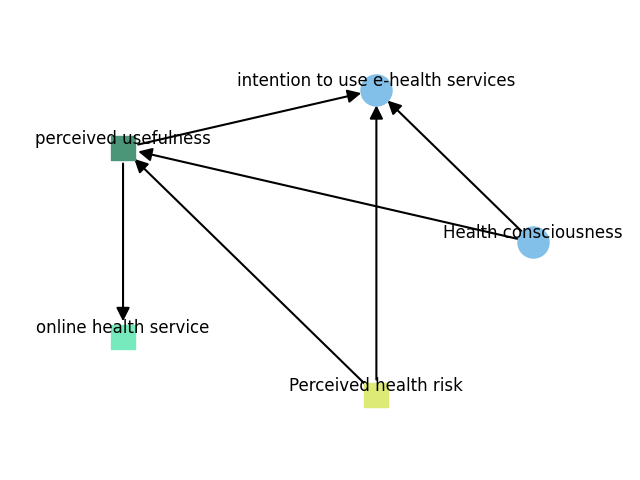 intention to use e-health services
perceived usefulness
Health consciousness
online health service
Perceived health risk